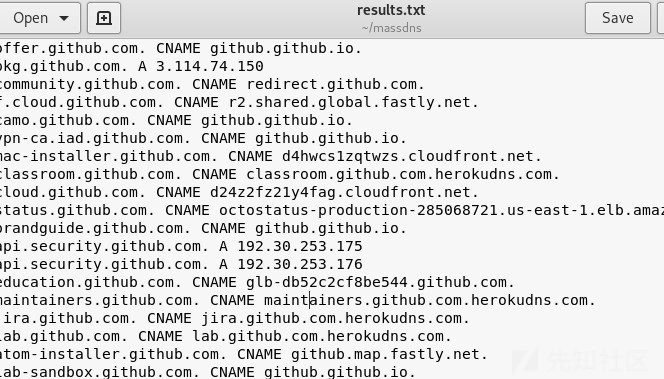 Open
results.txt
~/massdns
Save
offer.github.com. CNAME github.github.io.
pkg.github.com. A 3.114.74.150
community.github.com. CNAME redirect.github.com.
f.cloud.github.com. CNAME r2.shared.global.fastly.net.
camo.github.com. CNAME github.github.io.
vpn-ca.iad.github.com. CNAME github.github.io.
mac-installer.github.com. CNAME d4hwcs1zqtwzs.cloudfront.net.
classroom.github.com. CNAME classroom.github.com.herokudns.com.
cloud.github.com. CNAME d24z2fz21y4fag.cloudfront.net.
status.github.com. CNAME octostatus-production-285068721.us-east-1.elb.amaz
brandguide.github.com. CNAME github.github.io.
api.security.github.com. A 192.30.253.175
api.security.github.com. A 192.30.253.176
education.github.com. CNAME glb-db52c2cf8be544.github.com.
maintainers.github.com. CNAME maintainers.github.com.herokudns.com.
jira.github.com. CNAME jira.github.com.herokudns.com.
lab.github.com. CNAME lab.github.com.herokudns.com.
atom-installer.github.com. CNAME github.map.fastly.net.
lab-sandbox.github.com. CNAME github.github.io.
先知社区